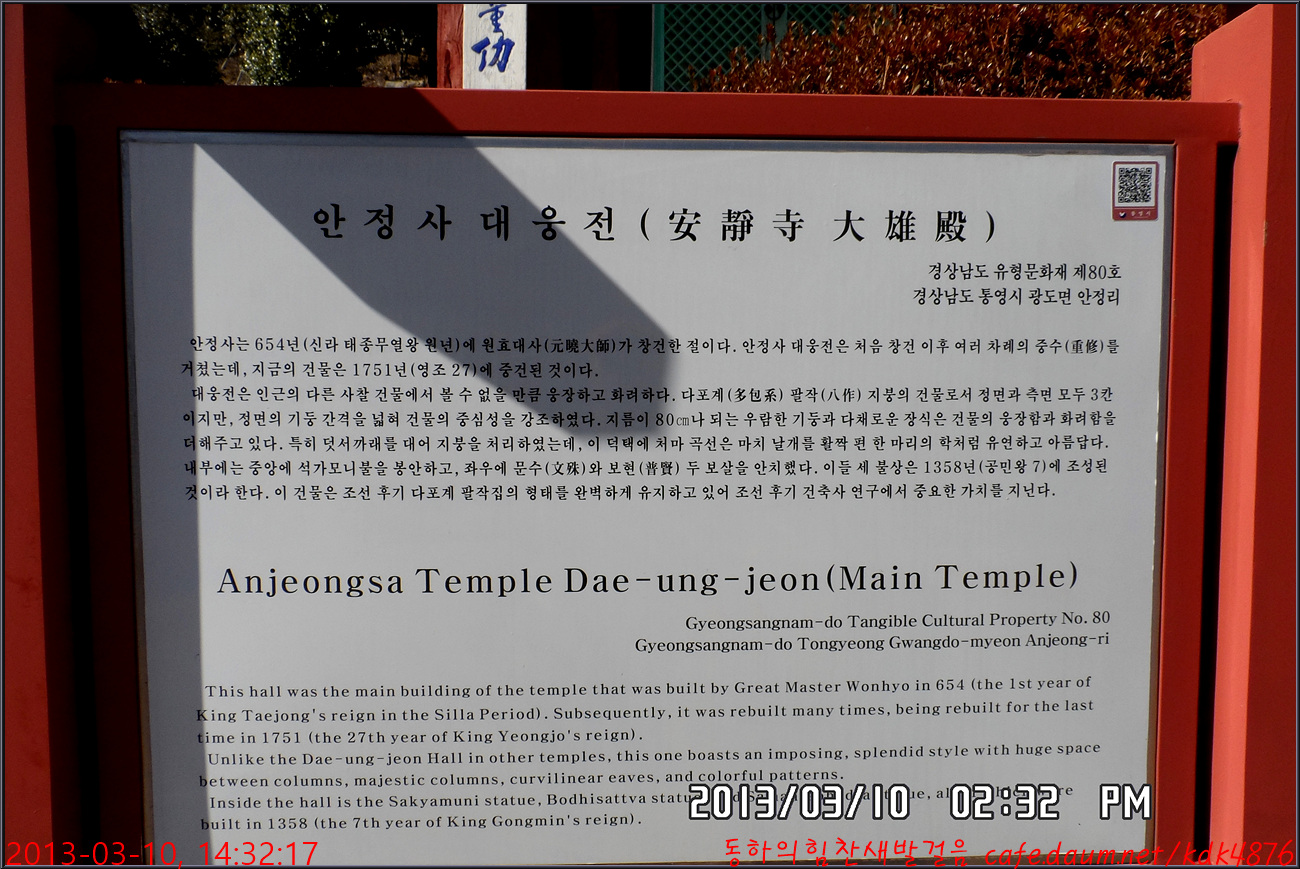 重
안정사 대웅전(安靜寺 大雄殿)
경상남도 유형문화재 제80호
경상남도 통영시 광도면 안정리
안정사는 654년(신라 태종무열왕 원년)에 원효대사(元曉大師)가 창건한 절이다. 안정사 대웅전은 처음 창건 이후 여러 차례의 중수(重修)를
거쳤는데, 지금의 건물은 1751년(영조 27)에 중건된 것이다.
대웅전은 인근의 다른 사찰 건물에서 볼 수 없을 만큼 웅장하고 화려하다. 다포계(多包系) 팔작(八作) 지붕의 건물로서 정면과 측면 모두 3칸
이지만, 정면의 기둥 간격을 넓혀 건물의 중심성을 강조하였다. 지름이 80㎝나 되는 우람한 기둥과 다채로운 장식은 건물의 웅장함과 화려함을
더해주고 있다. 특히 덧서까래를 대어 지붕을 처리하였는데, 이 덕택에 처마 곡선은 마치 날개를 활짝 편 한 마리의 학처럼 유연하고 아름답다.
내부에는 중앙에 석가모니불을 봉안하고, 좌우에 문수(文殊)와 보현(普賢) 두 보살을 안치했다. 이들 세 불상은 1358년(공민왕 7)에 조성된
것이라 한다. 이 건물은 조선 후기 다포계 팔작집의 형태를 완벽하게 유지하고 있어 조선 후기 건축사 연구에서 중요한 가치를 지닌다.
Anjeongsa Temple Dae-ung-jeon(Main Temple)
Gyeongsangnam-do Tangible Cultural Property No. 80
Gyeongsangnam-do Tongyeong Gwangdo-myeon Anjeong-ri
This hall was the main building of the temple that was built by Great Master Wonhyo in 654 (the 1st year of
King Taejong's reign in the Silla Period). Subsequently, it was rebuilt many times, being rebuilt for the last
time in 1751 (the 27th year of King Yeongjo's reign).
Unlike the Dae-ung-jeon Hall in other temples, this one boasts an imposing, splendid style with huge space
between columns, majestic columns, curvilinear eaves, and colorful patterns.
Inside the hall is the Sakyamuni statue, Bodhisattva
built in 1358 (the 7th year of King Gongmin's reign).
2013/03/10 02:32 PM
2013-03-10, 14:32:17
동하의힘찬새발걸음 cafedaumnet/kdk4876